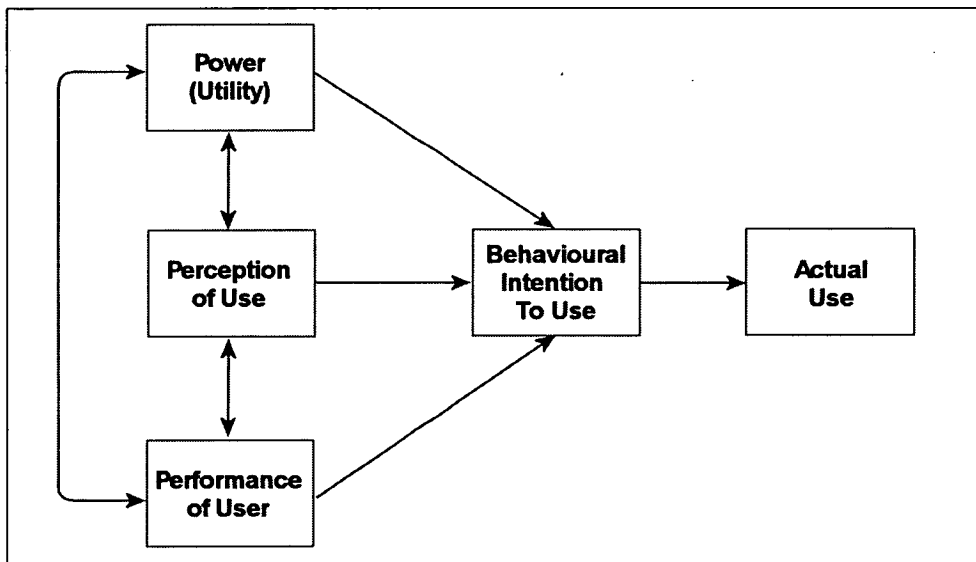 Power
(Utility)
Perception
of Use
Behavioural
Intention
To Use
Actual
Use
Performance
of User